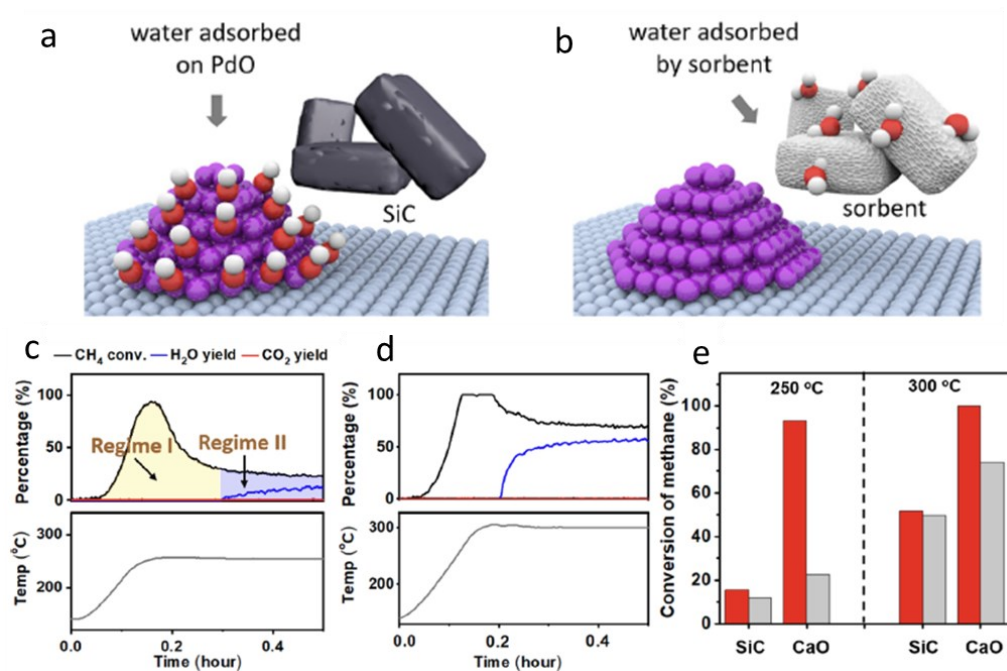 a
water adsorbed
on PdO
SiC
b
water adsorbed
by sorbent
sorbent
c
CH₄ conv. H₂O yield CO₂ yield
Percentage (%)
100
50
0
Regime I
Regime II
Temp (°C)
300
200
0.0 0.2 0.4
Time (hour)
d
Percentage (%)
100
50
0
Temp (°C)
300
200
0.0 0.2 0.4
Time (hour)
e
Conversion of methane (%)
100
80
60
40
20
0
250 °C
300 °C
SiC CaO SiC CaO